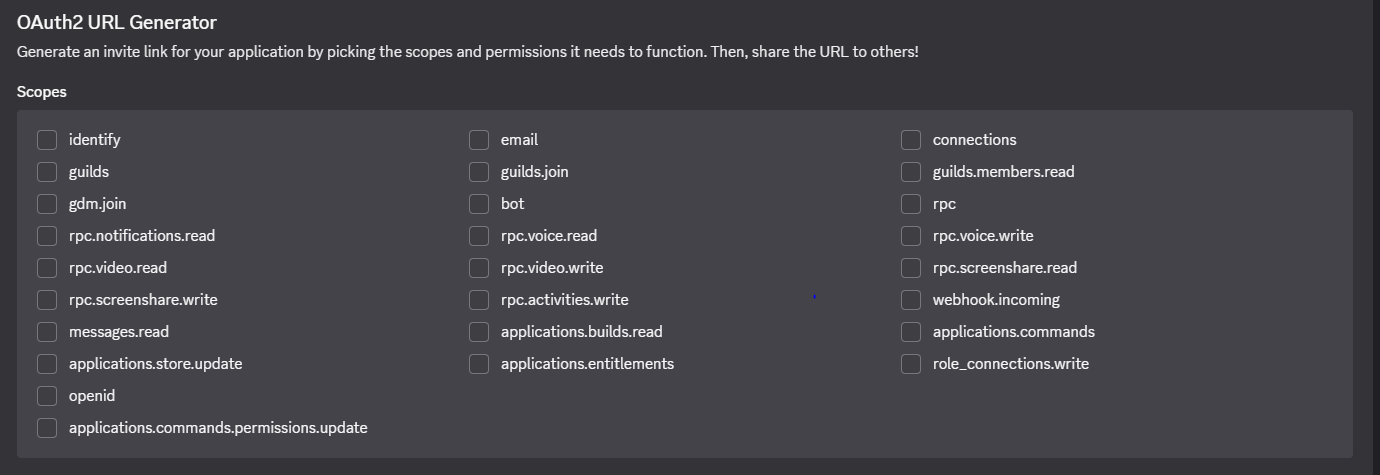 OAuth2 URL Generator
Generate an invite link for your application by picking the scopes and permissions it needs to function. Then, share the URL to others!
Scopes
identify email connections
guilds guilds.join guilds.members.read
gdm.join bot rpc
rpc.notifications.read rpc.voice.read rpc.voice.write
rpc.video.read rpc.video.write rpc.screenshare.read
rpc.screenshare.write rpc.activities.write webhook.incoming
messages.read applications.builds.read applications.commands
applications.store.update applications.entitlements role_connections.write
openid
applications.commands.permissions.update